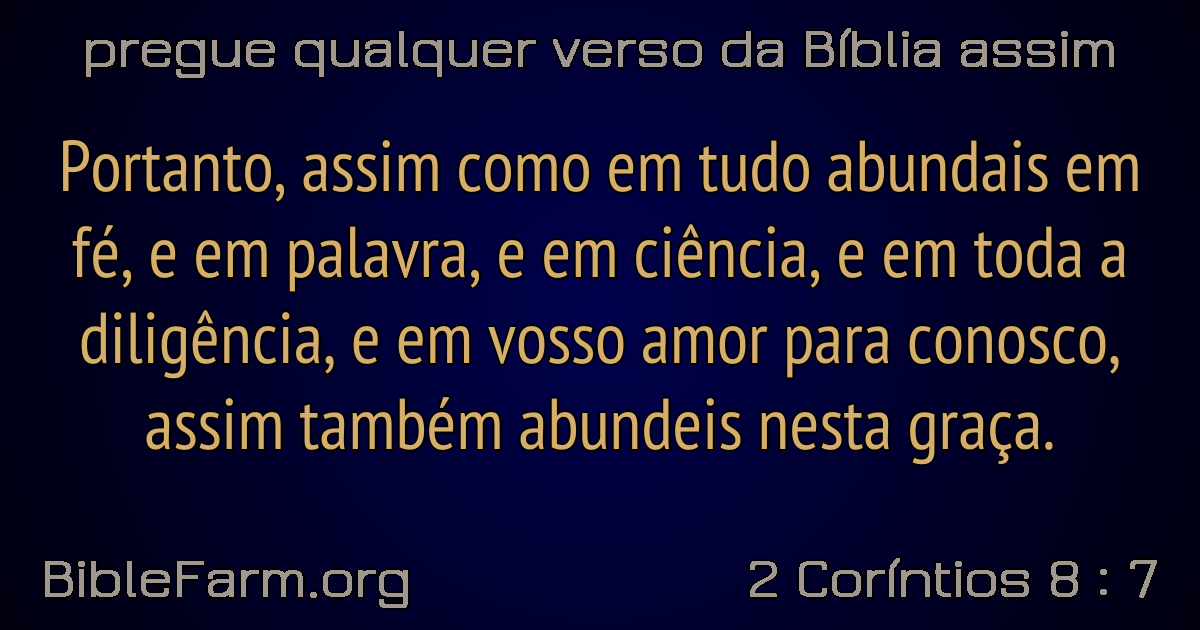 pregue qualquer verso da Bíblia assim
Portanto, assim como em tudo abundais em
fé, e em palavra, e em ciência, e em toda a
diligência, e em vosso amor para conosco,
assim também abundeis nesta graça.
BibleFarm.org
2 Coríntios 8 : 7